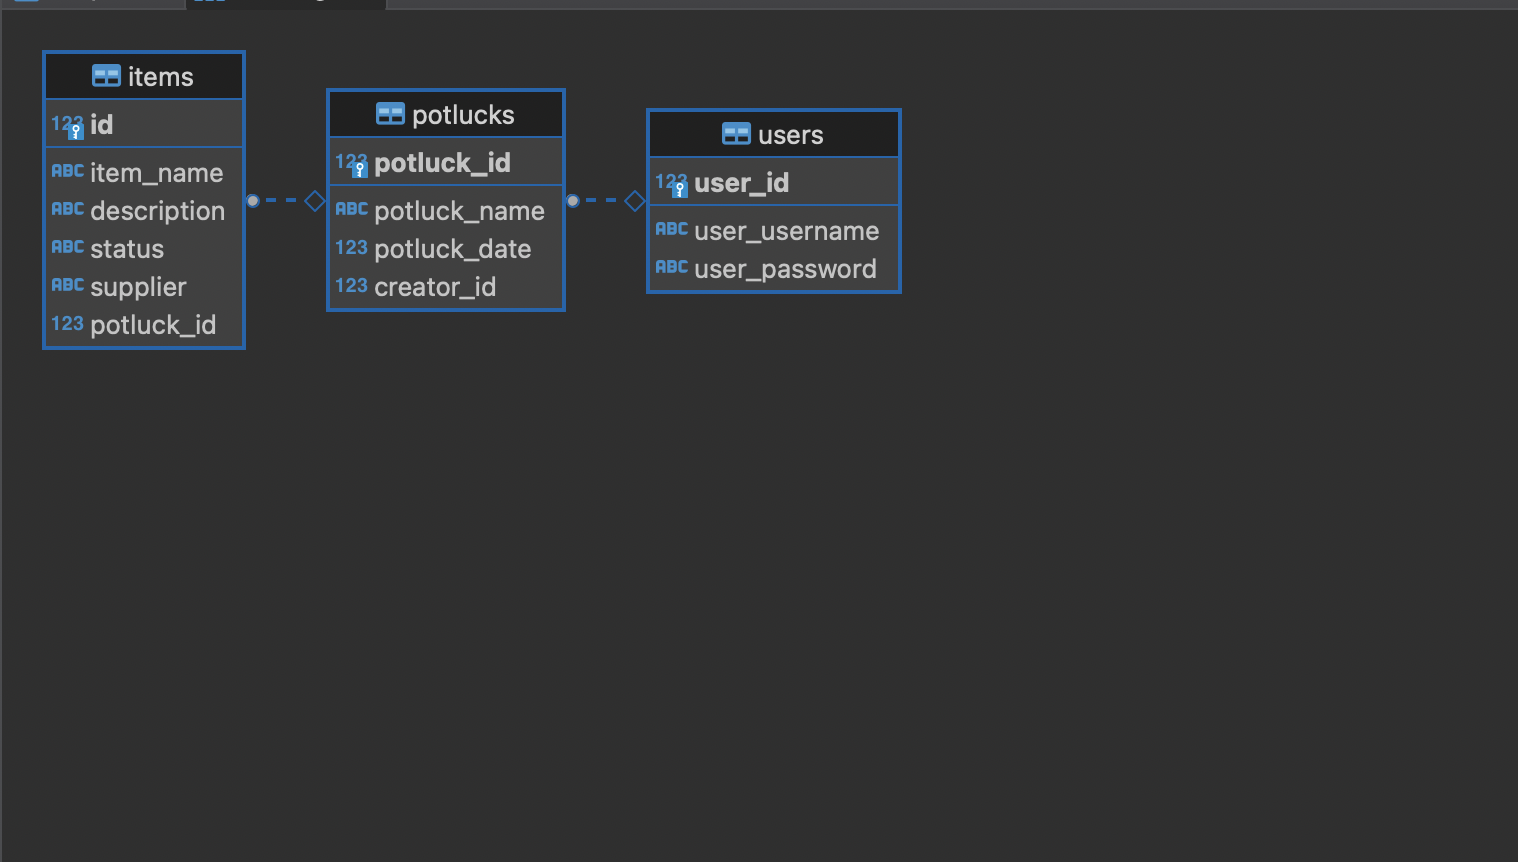 items
123 id
ABC item_name
ABC description
ABC status
ABC supplier
123 potluck_id
potlucks
123 potluck_id
ABC potluck_name
123 potluck_date
123 creator_id
users
123 user_id
ABC user_username
ABC user_password